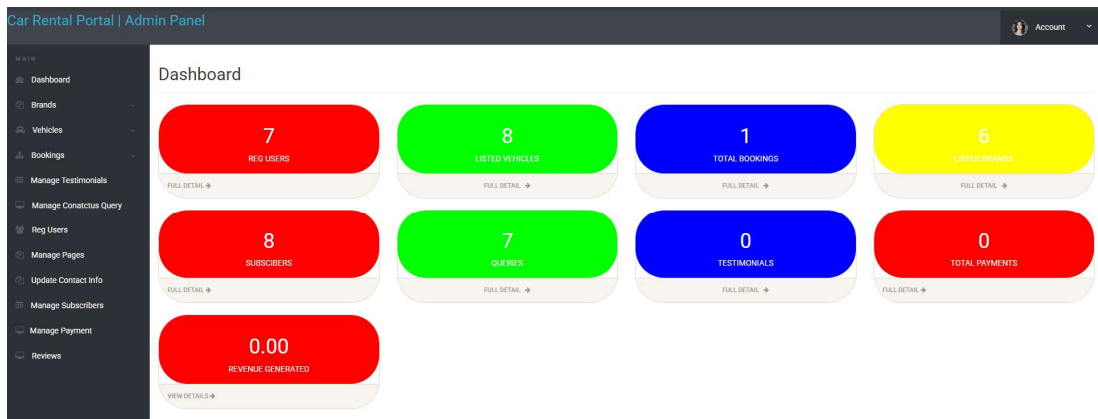 Car Rental Portal | Admin Panel
Account
MAIN
Dashboard
Brands
Vehicles
Bookings
Manage Testimonials
Manage Conatctus Query
Reg Users
Manage Pages
Update Contact Info
Manage Subscribers
Manage Payment
Reviews
Dashboard
7
REG USERS
FULL DETAIL
8
LISTED VEHICLES
FULL DETAIL
1
TOTAL BOOKINGS
FULL DETAIL
6
LISTED BRANDS
FULL DETAIL
8
SUBSCIBERS
FULL DETAIL
7
QUERIES
FULL DETAIL
0
TESTIMONIALS
FULL DETAIL
0
TOTAL PAYMENTS
FULL DETAIL
0.00
REVENUE GENERATED
VIEW DETAILS